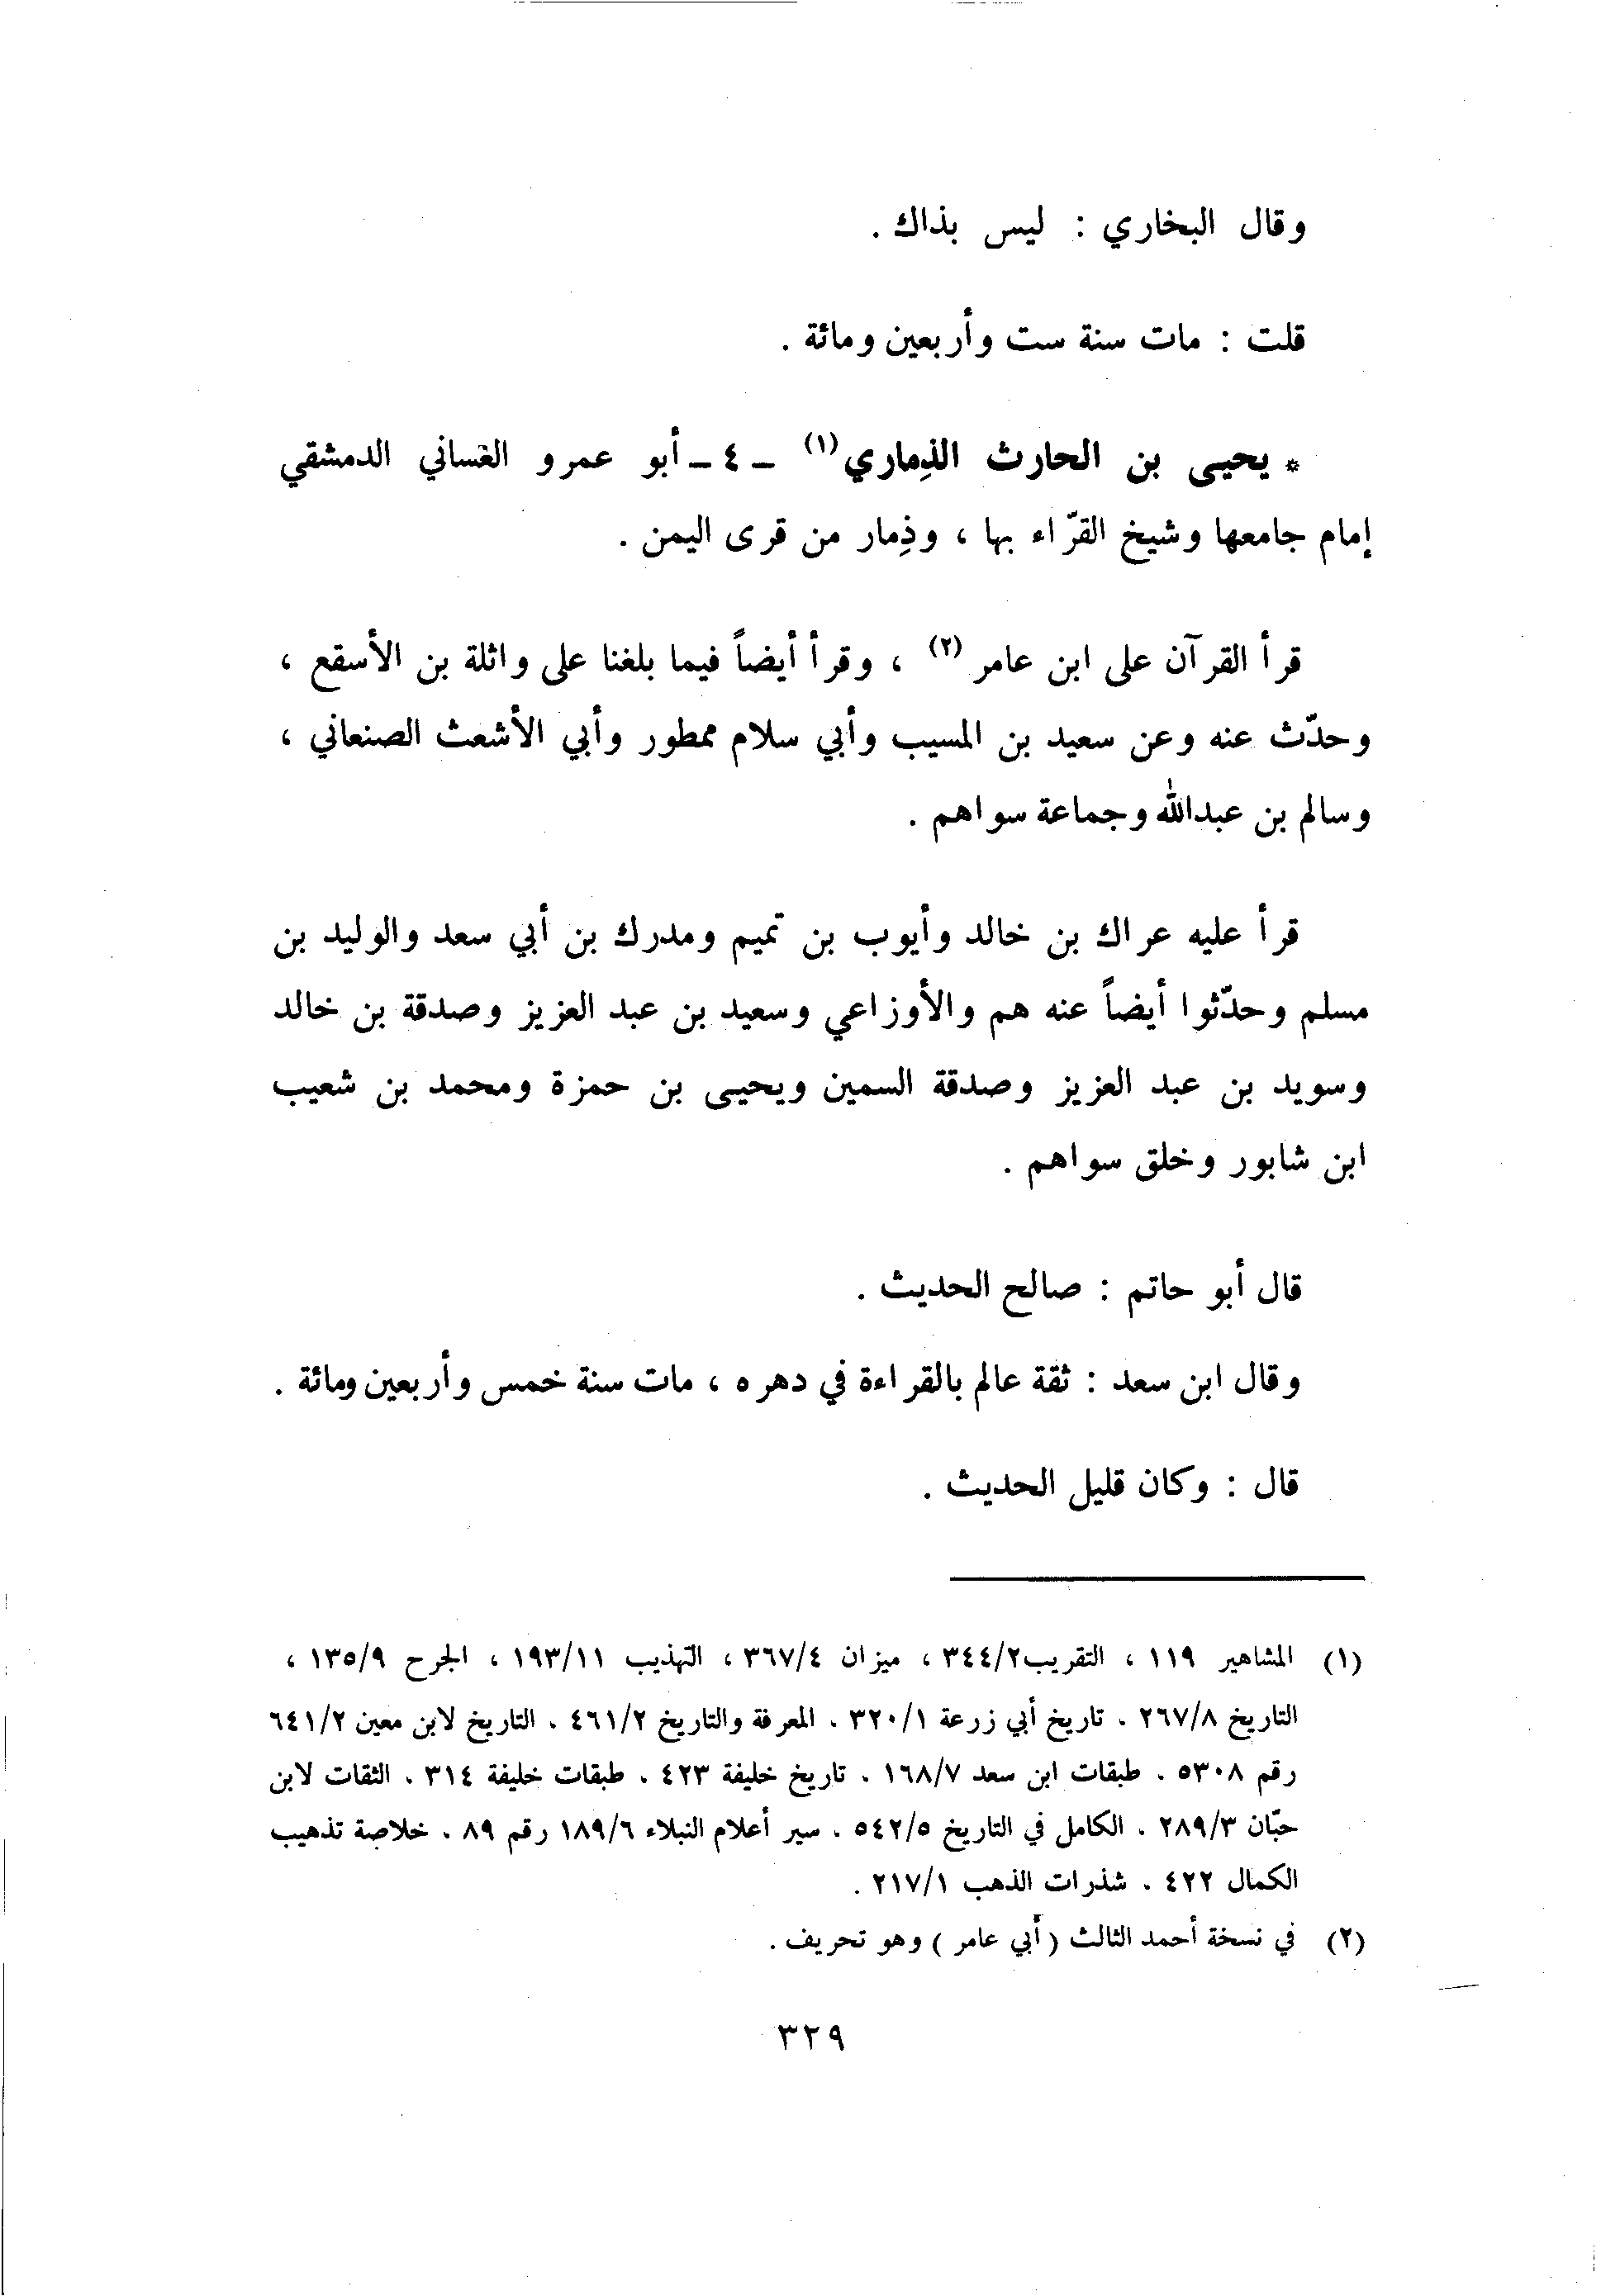 وقال البخاري : ليس بذاك .
قلت : مات سنة ست وأربعين ومائة .
* يحيى بن الحارث الذِماري (١) – ٤ – أبو عمرو الغساني الدمشقي
إمام جامعها وشيخ القرّاء بها ، وذِمار من قرى اليمن .
قرأ القرآن على ابن عامر (٢) ، وقرأ أيضاً فيما بلغنا على واثلة بن الأسقع ،
وحدّث عنه وعن سعيد بن المسيب وأبي سلام ممطور وأبي الأشعث الصنعاني ،
وسالم بن عبدالله وجماعة سواهم .
قرأ عليه عراك بن خالد وأيوب بن تميم ومدرك بن أبي سعد والوليد بن
مسلم وحدّثوا أيضاً عنه هم والأوزاعي وسعيد بن عبد العزيز وصدقة بن خالد
وسويد بن عبد العزيز وصدقة السمين ويحيى بن حمزة ومحمد بن شعيب
ابن شابور وخلق سواهم .
قال أبو حاتم : صالح الحديث .
وقال ابن سعد : ثقة عالم بالقراءة في دهره ، مات سنة خمس وأربعين ومائة .
قال : وكان قليل الحديث .
(١) المشاهير ١١٩ ، التقريب ٣٤٤/٢ ، ميزان ٣٦٧/٤ ، التهذيب ١٩٣/١١ ، الجرح ١٣٥/٩ ،
التاريخ ٢٦٧/٨ . تاريخ أبي زرعة ٣٢٠/١ . المعرفة والتاريخ ٤٦١/٢ . التاريخ لابن معين ٦٤١/٢
رقم ٥٣٠٨ . طبقات ابن سعد ١٦٨/٧ . تاريخ خليفة ٤٢٣ . طبقات خليفة ٣١٤ . الثقات لابن
حبّان ٢٨٩/٣ . الكامل في التاريخ ٥٤٢/٥ . سير أعلام النبلاء ١٨٩/٦ رقم ٨٩ . خلاصة تذهيب
الكمال ٤٢٢ . شذرات الذهب ٢١٧/١ .
(٢) في نسخة أحمد الثالث ( أبي عامر ) وهو تحريف .
٣٢٩